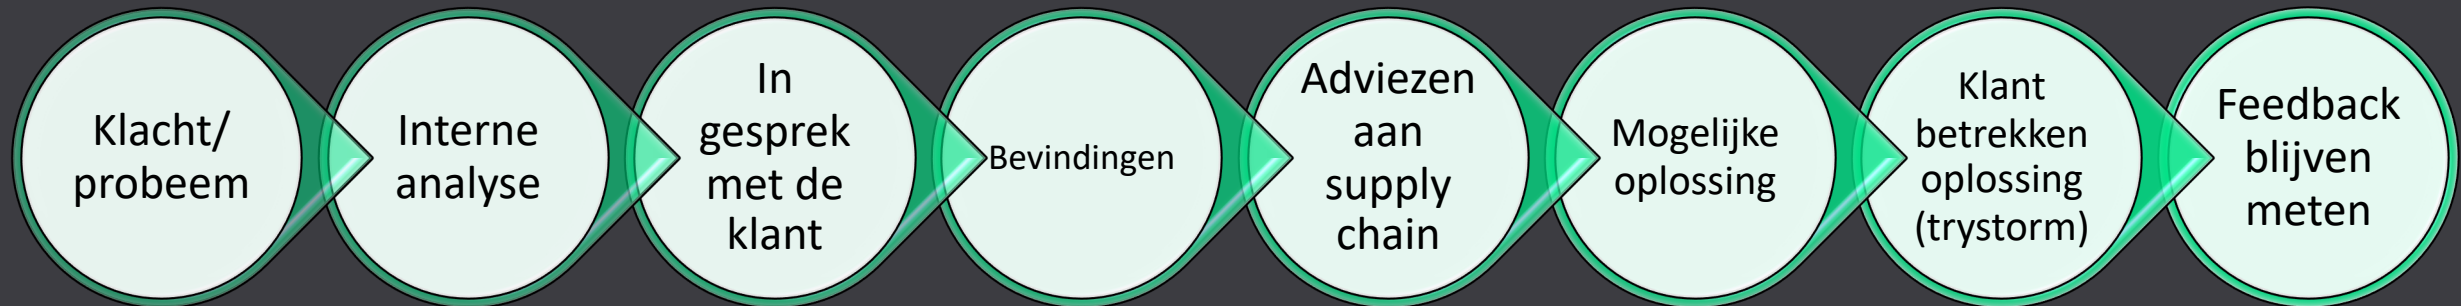 Klacht/
probeem
Interne
analyse
In
gesprek
met de
klant
Bevindingen
Adviezen
aan
supply
chain
Mogelijke
oplossing
Klant
betrekken
oplossing
(trystorm)
Feedback
blijven
meten